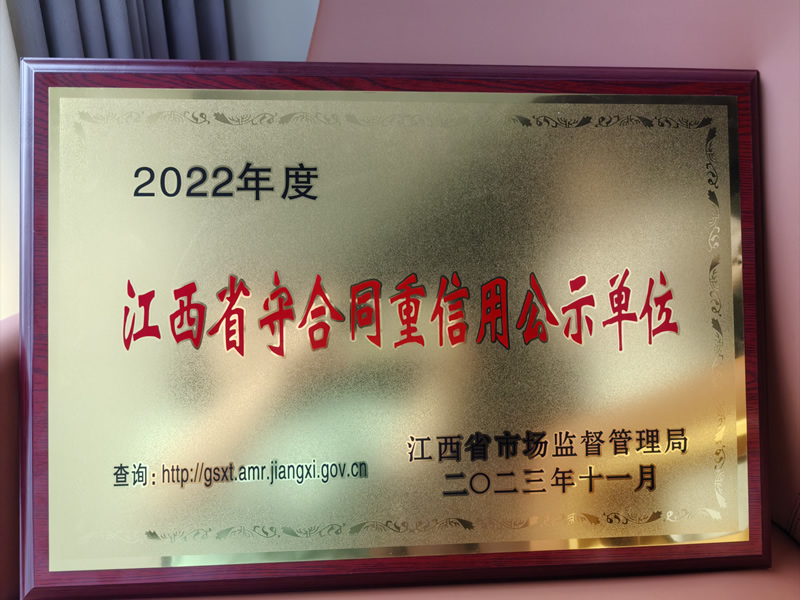 2022年度
江西省守合同重信用公示单位
查询：http://gsxt.amr.jiangxi.gov.cn
江西省市场监督管理局
二〇二三年十一月